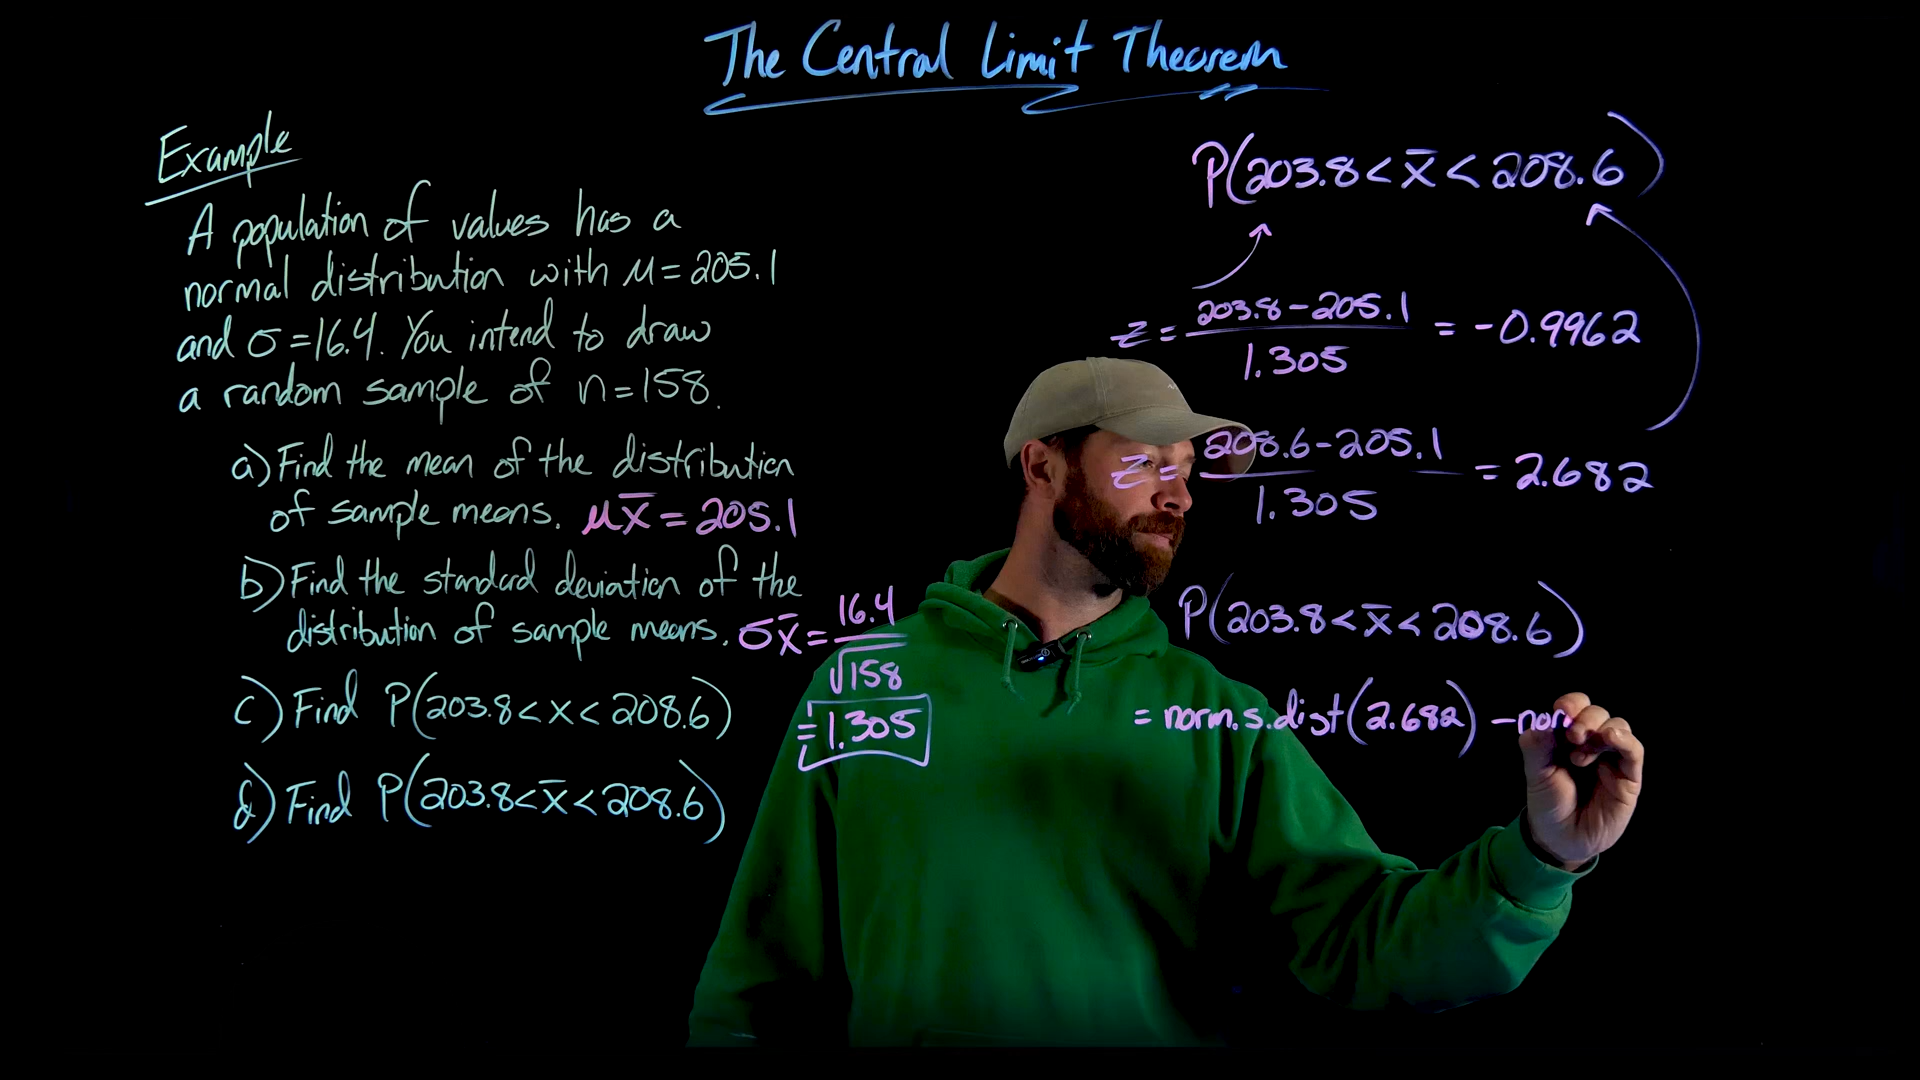 The Central Limit Theorem
Example
A population of values has a
normal distribution with μ=205.1
and σ=16.4. You intend to draw
a random sample of n=158.
a) Find the mean of the distribution
of sample means. μx̄ = 205.1
b) Find the standard deviation of the
distribution of sample means. σx̄ = 16.4/√158
= 1.305
c) Find P(203.8<x<208.6)
d) Find P(203.8<x̄<208.6)
P(203.8<x̄<208.6)
z = (203.8-205.1)/1.305 = -0.9962
z = (208.6-205.1)/1.305 = 2.682
P(203.8<x̄<208.6)
= norm.s.dist(2.682) -nor